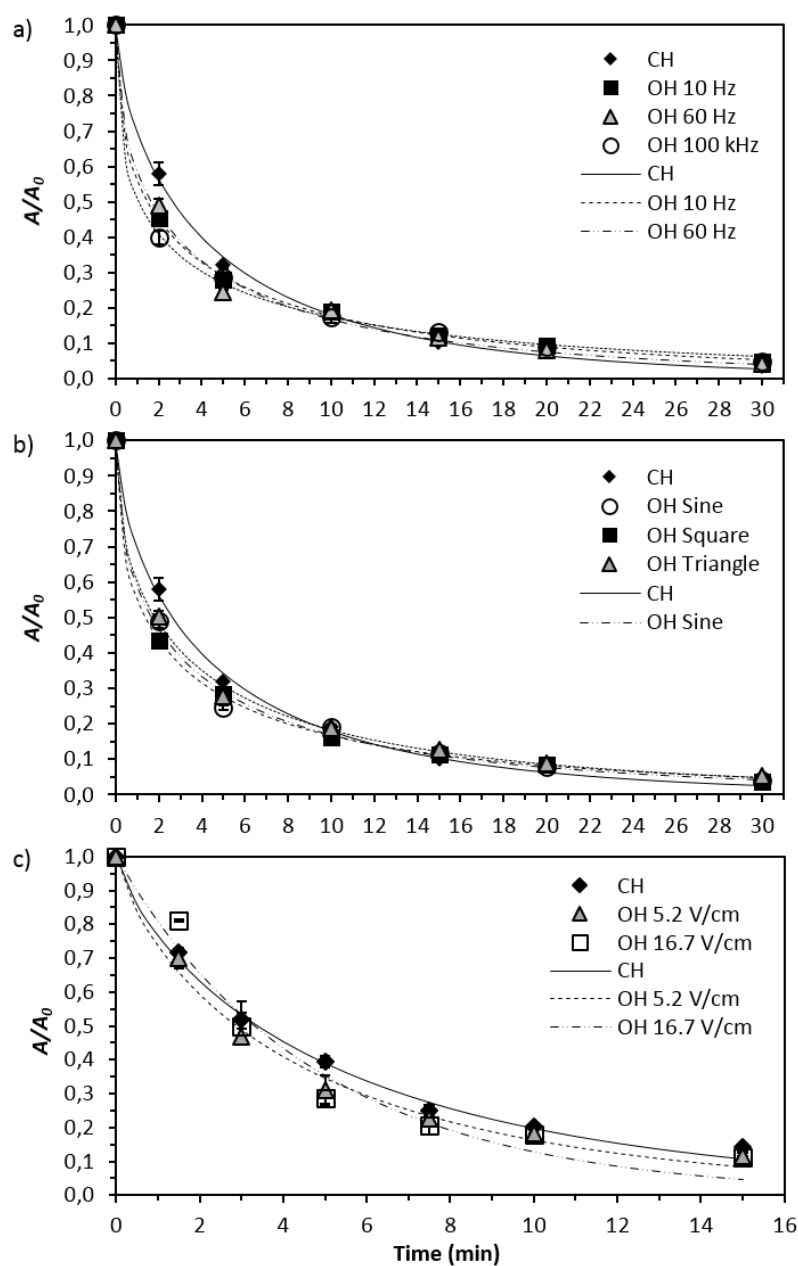 a)
1,0
0,9
0,8
0,7
0,6
0,5
0,4
0,3
0,2
0,1
0,0
A/A0
CH
OH 10 Hz
OH 60 Hz
OH 100 kHz
CH
OH 10 Hz
OH 60 Hz
0 2 4 6 8 10 12 14 16 18 20 22 24 26 28 30
b)
1,0
0,9
0,8
0,7
0,6
0,5
0,4
0,3
0,2
0,1
0,0
A/A0
CH
OH Sine
OH Square
OH Triangle
CH
OH Sine
0 2 4 6 8 10 12 14 16 18 20 22 24 26 28 30
c)
1,0
0,9
0,8
0,7
0,6
0,5
0,4
0,3
0,2
0,1
0,0
A/A0
CH
OH 5.2 V/cm
OH 16.7 V/cm
CH
OH 5.2 V/cm
OH 16.7 V/cm
0 2 4 6 8 10 12 14 16
Time (min)